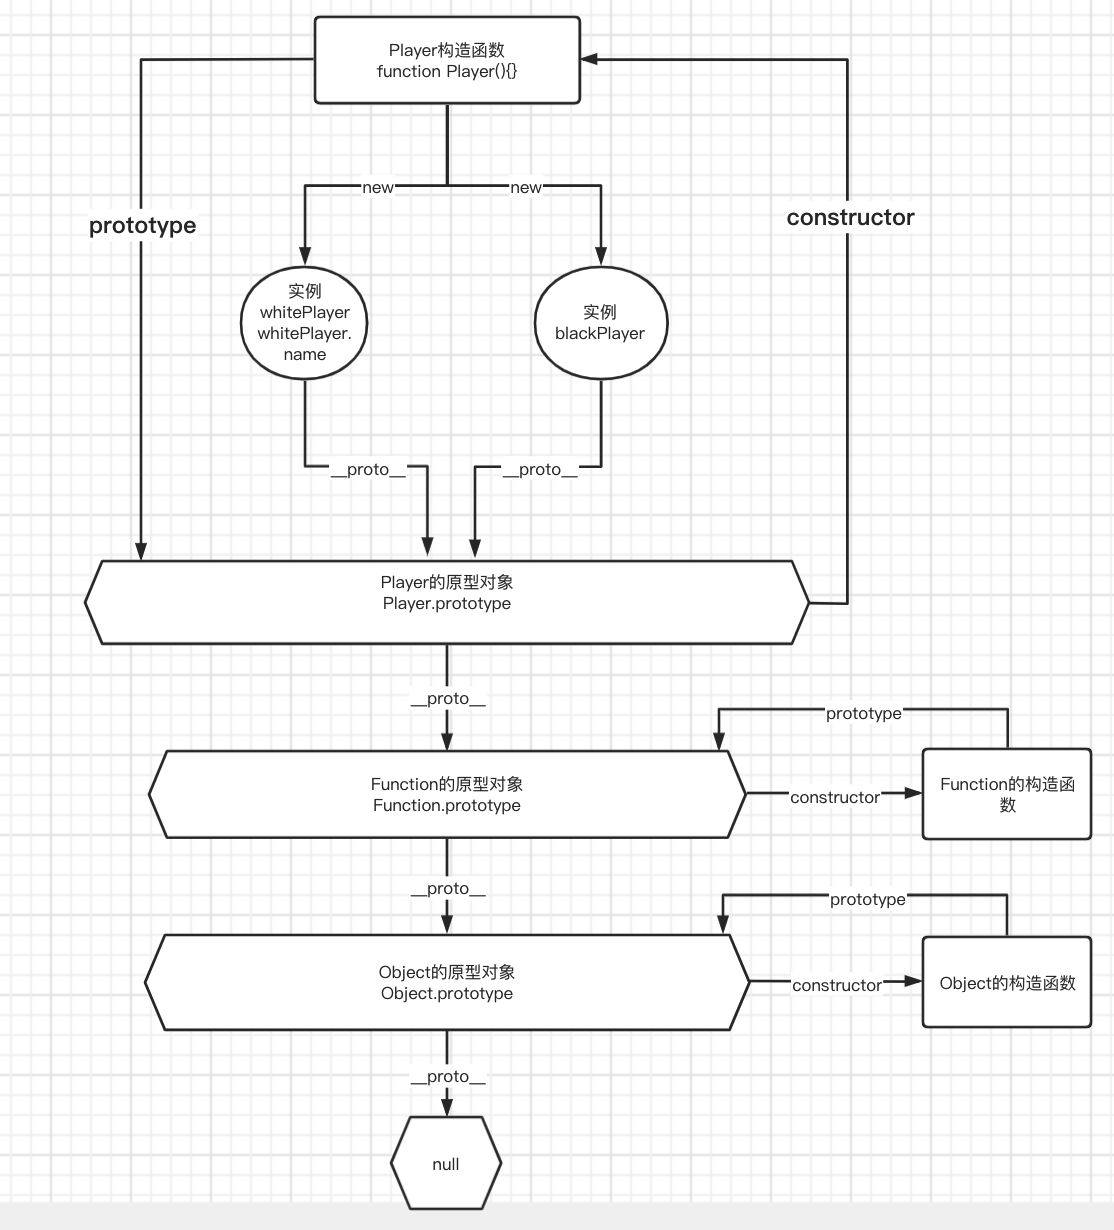 Player构造函数
function Player(){}
new
new
prototype
constructor
实例
whitePlayer
whitePlayer.
name
实例
blackPlayer
__proto__
__proto__
Player的原型对象
Player.prototype
__proto__
prototype
Function的原型对象
Function.prototype
constructor
Function的构造函
数
__proto__
prototype
Object的原型对象
Object.prototype
constructor
Object的构造函数
__proto__
null